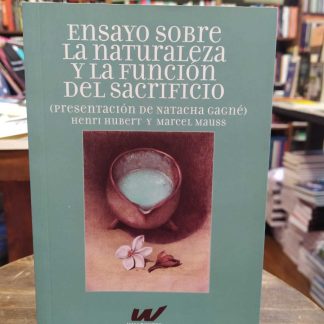 Ensayo sobre
la naturaleza
y la función
del sacrificio
(Presentación de Natacha Gagné)
Henri Hubert y Marcel Mauss